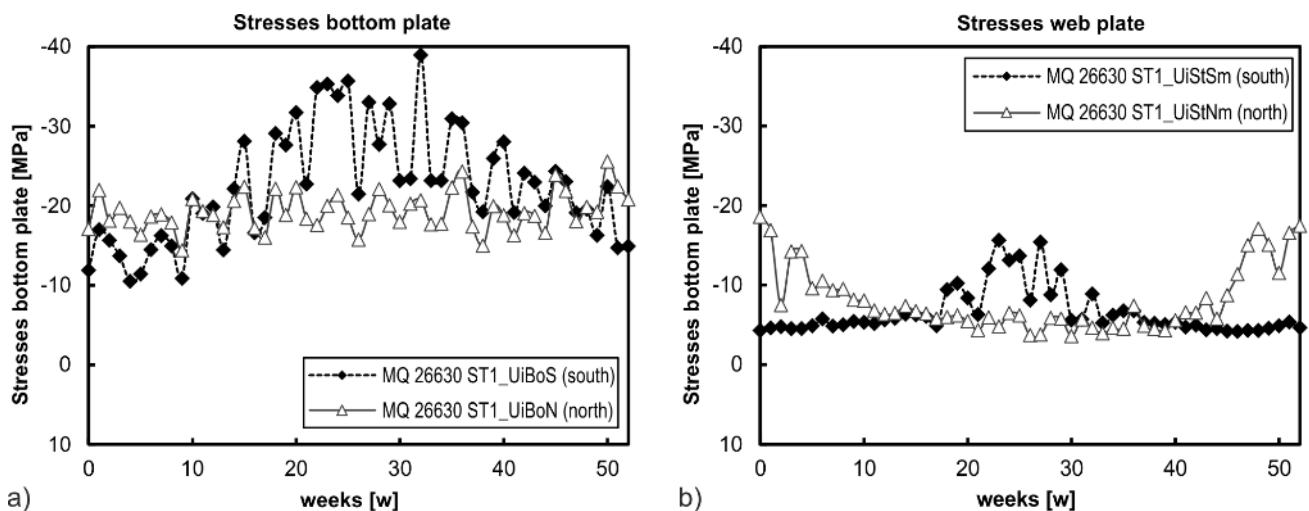 Stresses bottom plate
-40
-30
-20
-10
0
10
Stresses bottom plate [MPa]
MQ 26630 ST1_UiBoS (south)
MQ 26630 ST1_UiBoN (north)
0 10 20 30 40 50
weeks [w]
a)
Stresses web plate
-40
-30
-20
-10
0
10
Stresses bottom plate [MPa]
MQ 26630 ST1_UiStSm (south)
MQ 26630 ST1_UiStNm (north)
0 10 20 30 40 50
weeks [w]
b)